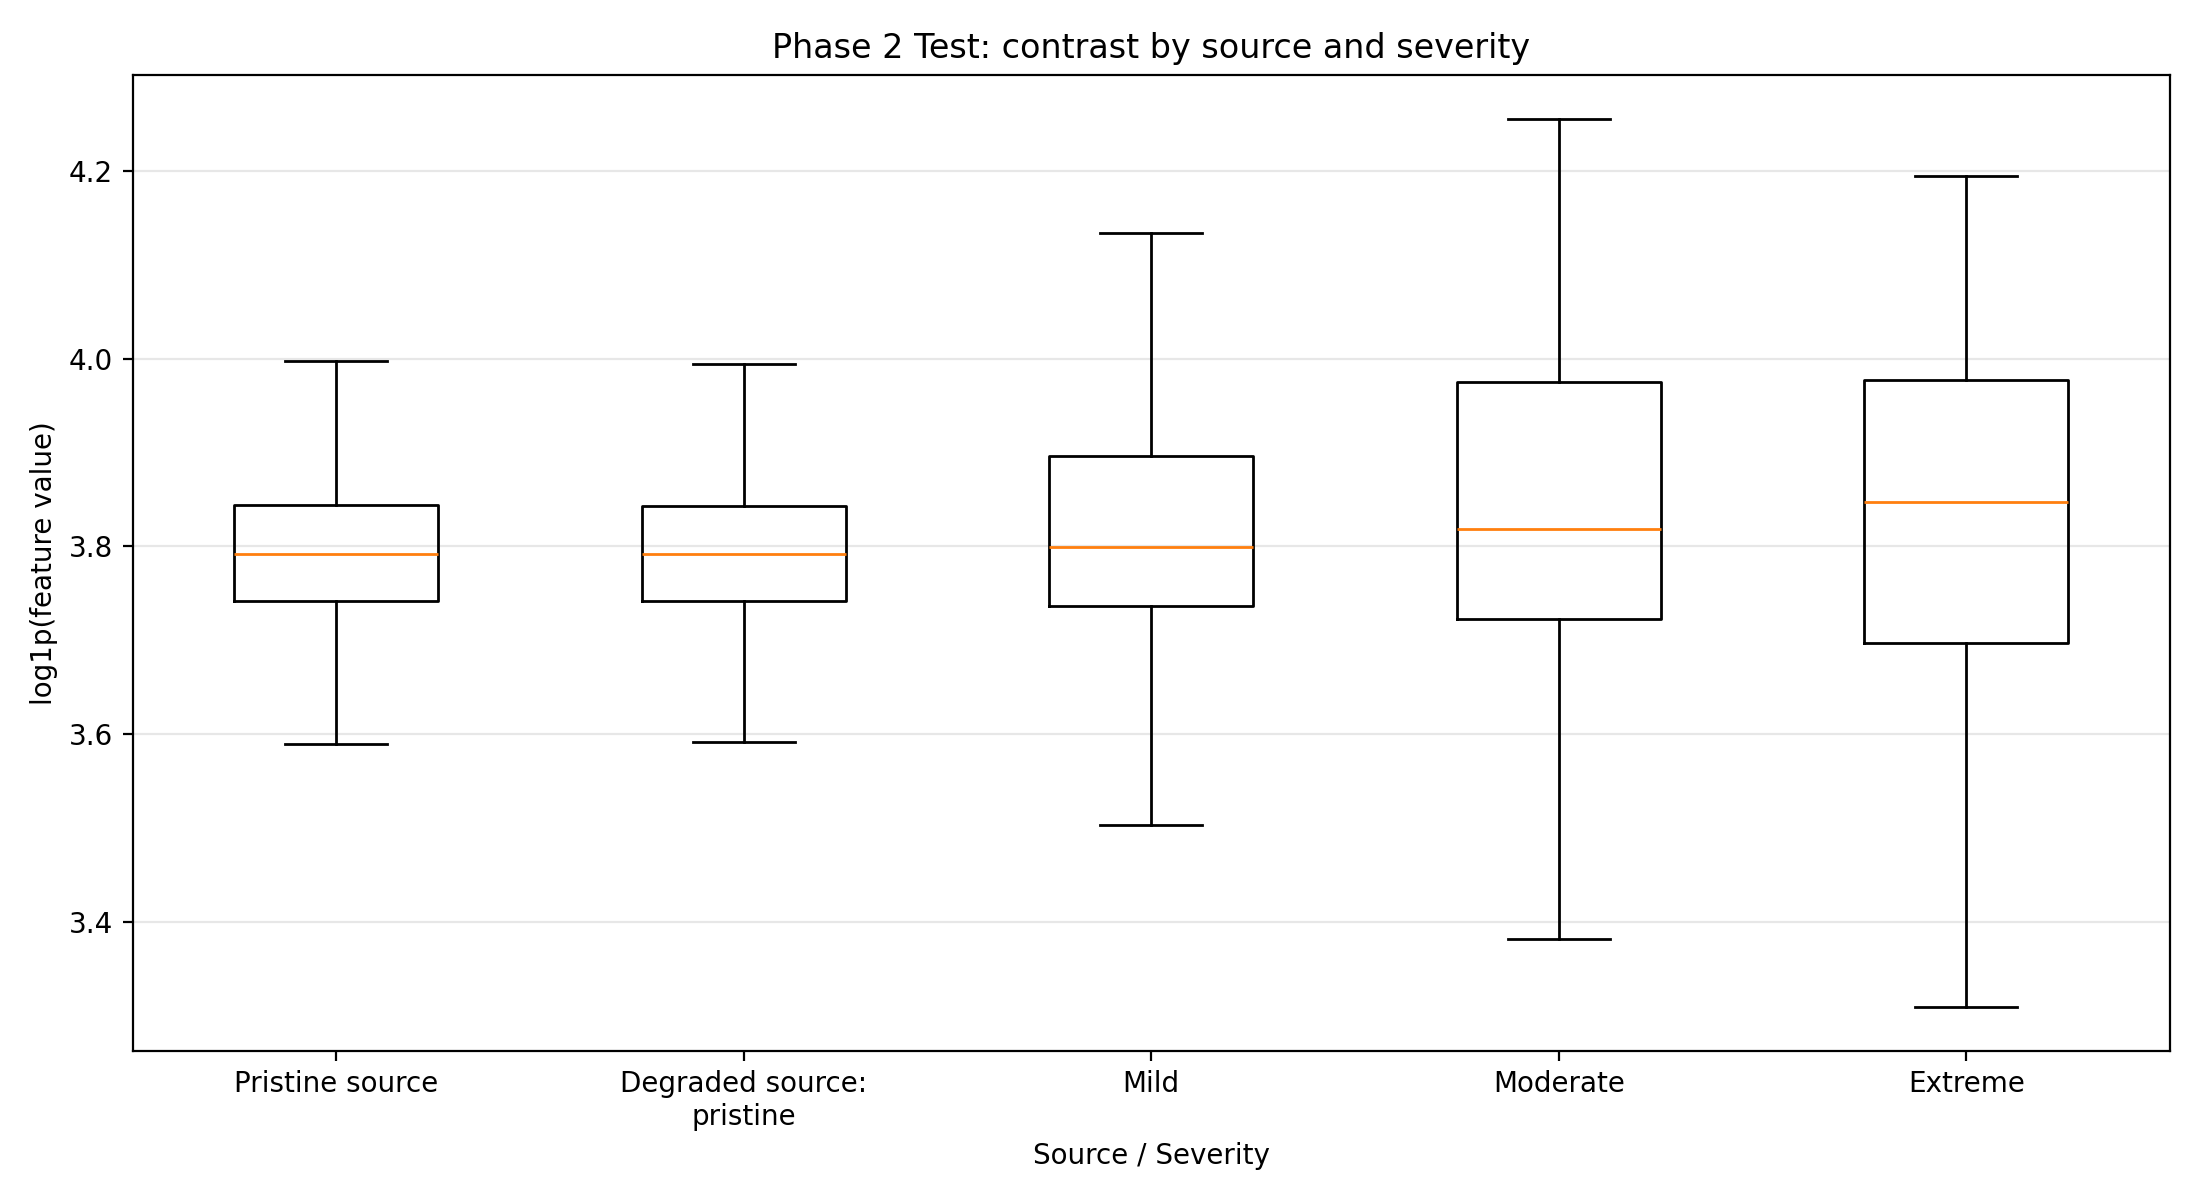 Phase 2 Test: contrast by source and severity
log1p(feature value)
4.2
4.0
3.8
3.6
3.4
Pristine source
Degraded source:
pristine
Mild
Moderate
Extreme
Source / Severity